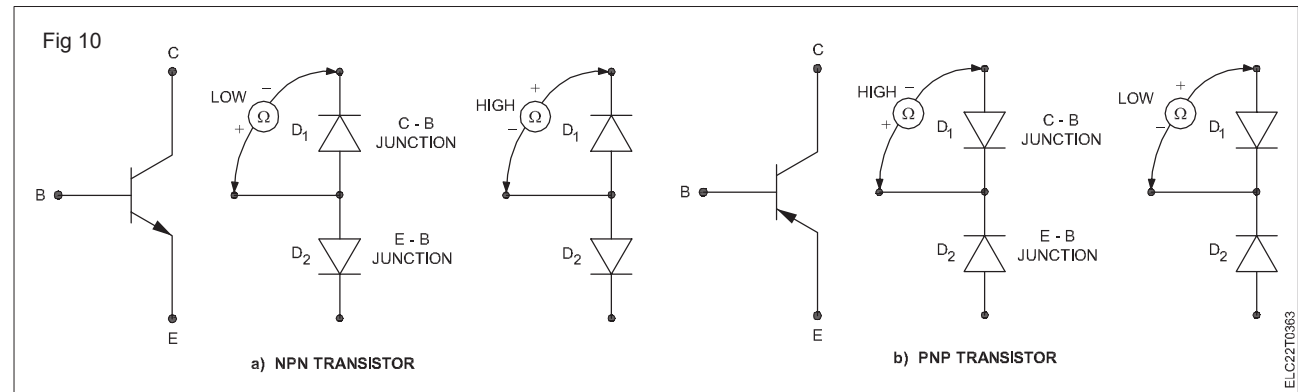 Fig 10
C
B
E
LOW
−
+
Ω
D1
C - B
JUNCTION
D2
E - B
JUNCTION
HIGH
+
−
Ω
D1
D2
a) NPN TRANSISTOR
C
B
E
HIGH
−
+
Ω
D1
C - B
JUNCTION
D2
E - B
JUNCTION
LOW
+
−
Ω
D1
D2
b) PNP TRANSISTOR
ELC22T0363